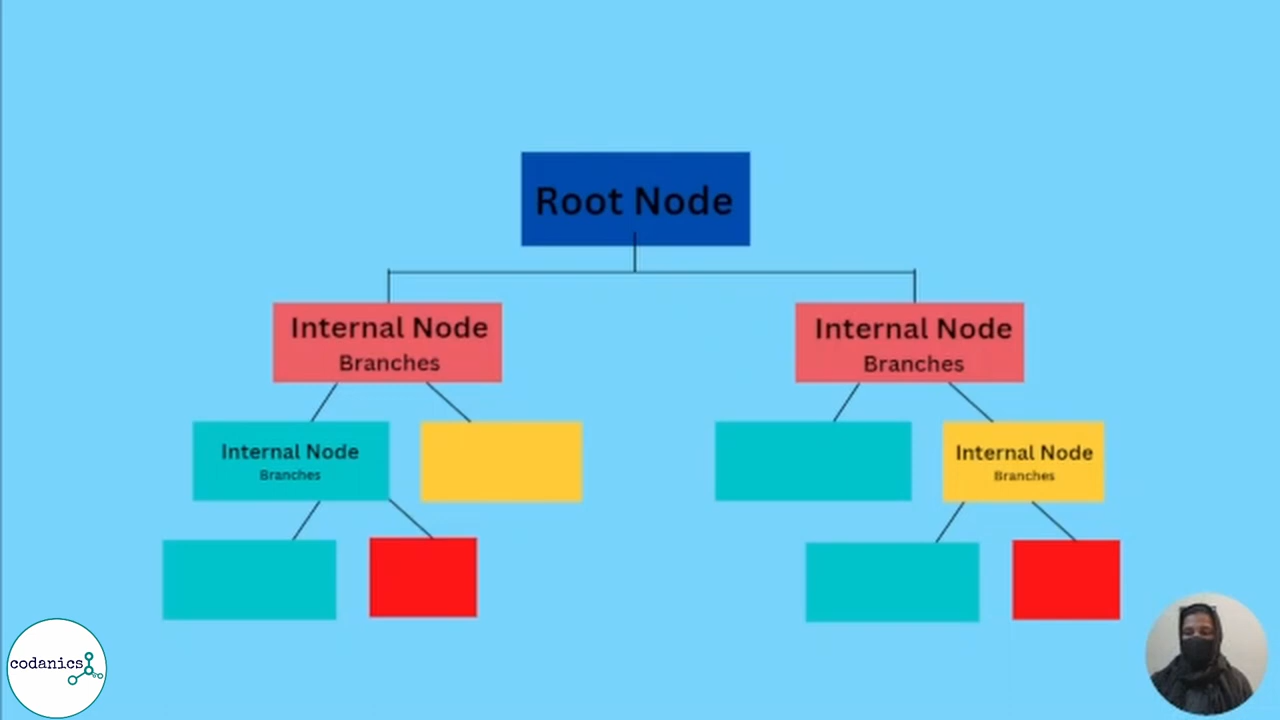 Root Node
Internal Node
Branches
Internal Node
Branches
Internal Node
Branches
Internal Node
Branches
codanics